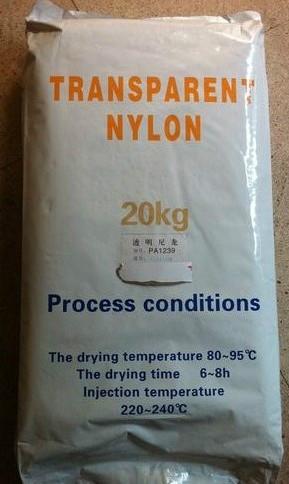 TRANSPARENT
NYLON
20kg
透明尼龙
PA1239
Process conditions
The drying temperature 80~95℃
The drying time 6~8h
Injection temperature
220~240℃